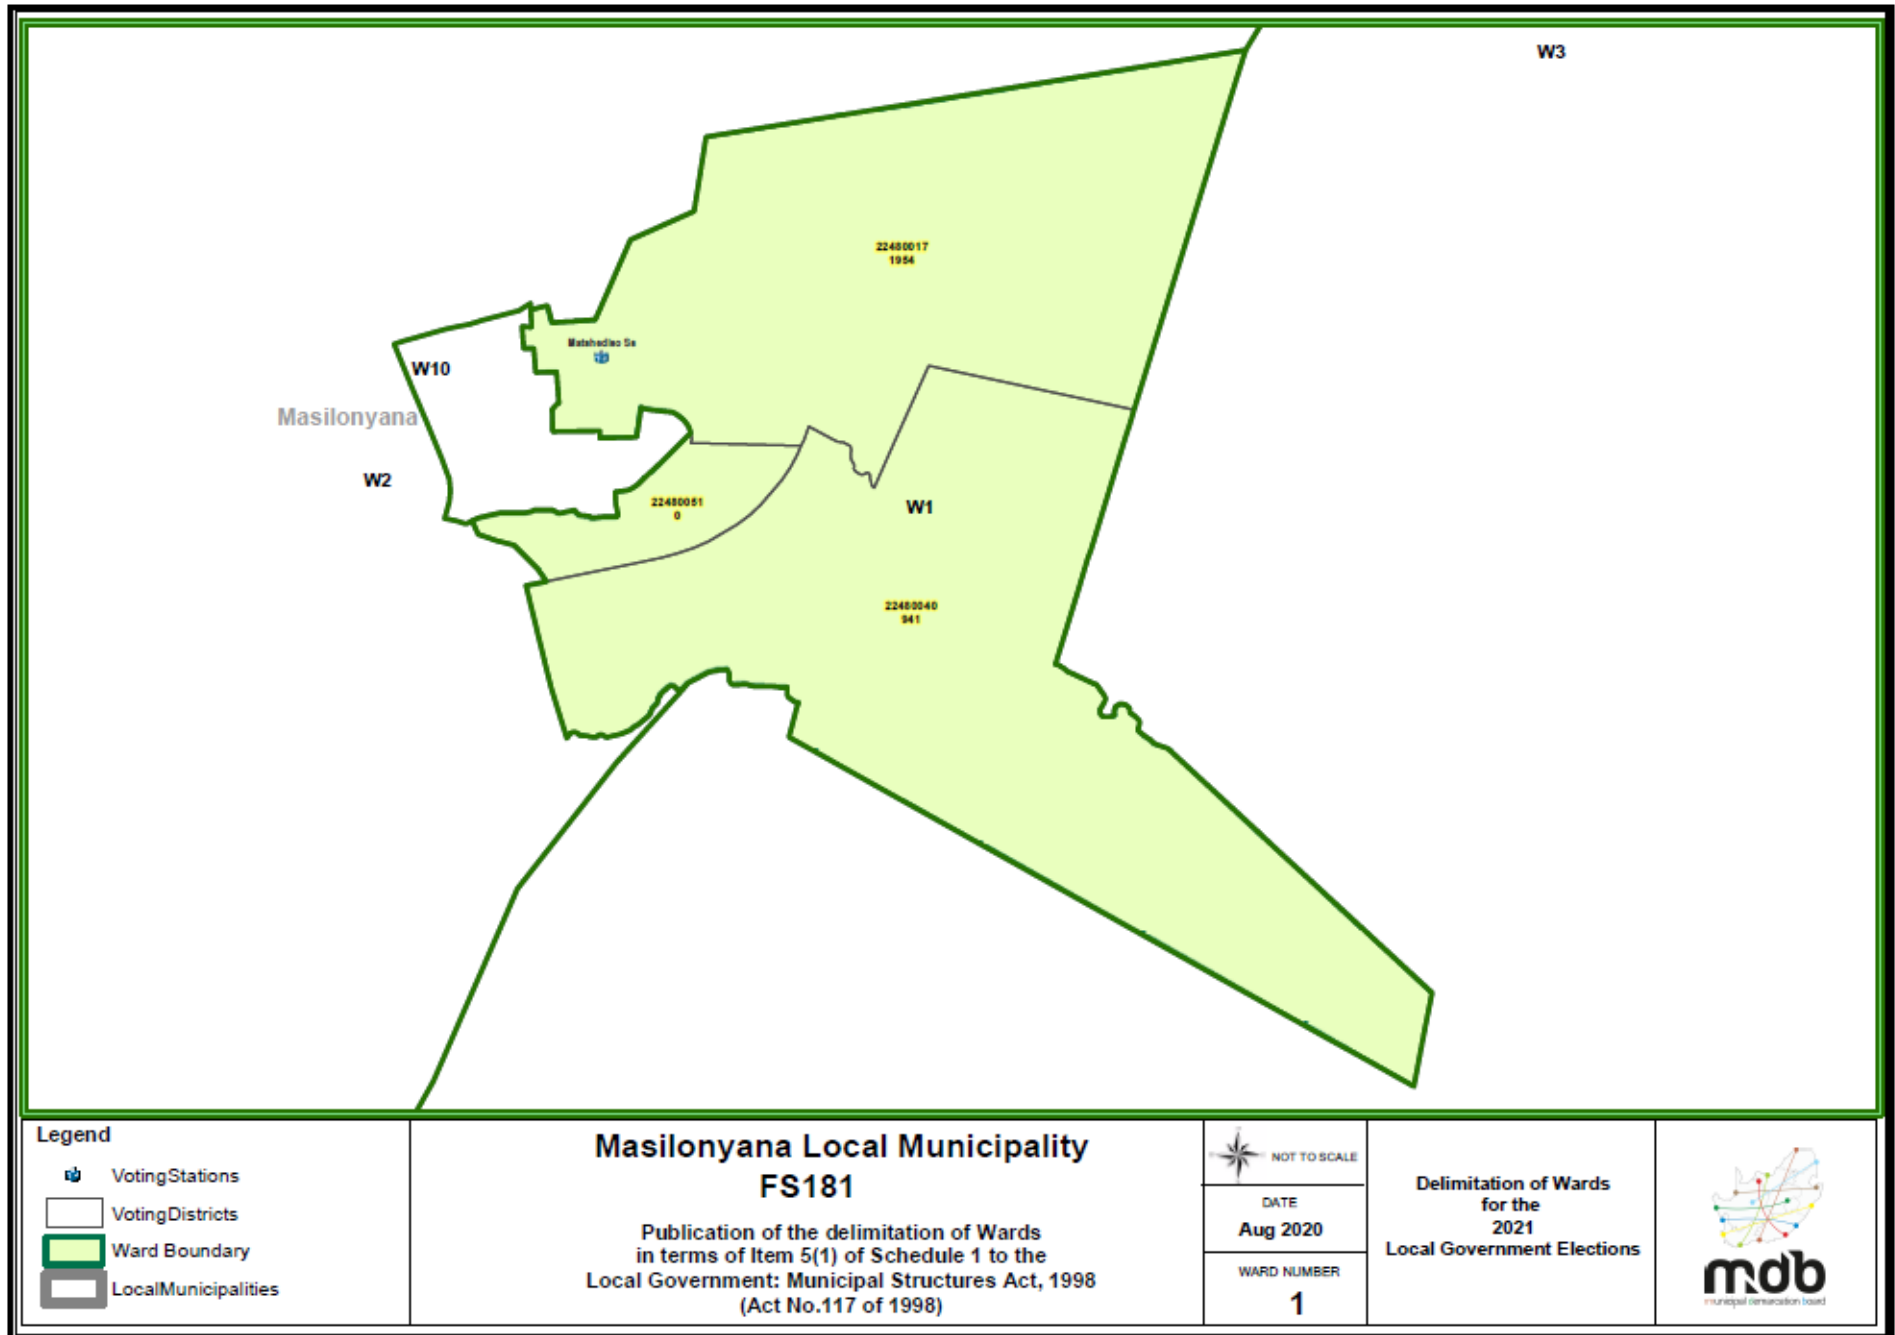 W3
22480017
1954
W10
Masilonyana
W2
22480051
0
W1
22480040
941
Legend
VotingStations
VotingDistricts
Ward Boundary
LocalMunicipalities
Masilonyana Local Municipality
FS181
Publication of the delimitation of Wards
in terms of Item 5(1) of Schedule 1 to the
Local Government: Municipal Structures Act, 1998
(Act No.117 of 1998)
NOT TO SCALE
DATE
Aug 2020
WARD NUMBER
1
Delimitation of Wards
for the
2021
Local Government Elections
mdb
municipal demarcation board